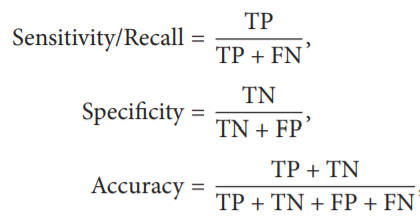 Sensitivity/Recall = TP / (TP + FN),
Specificity = TN / (TN + FP),
Accuracy = (TP + TN) / (TP + TN + FP + FN),